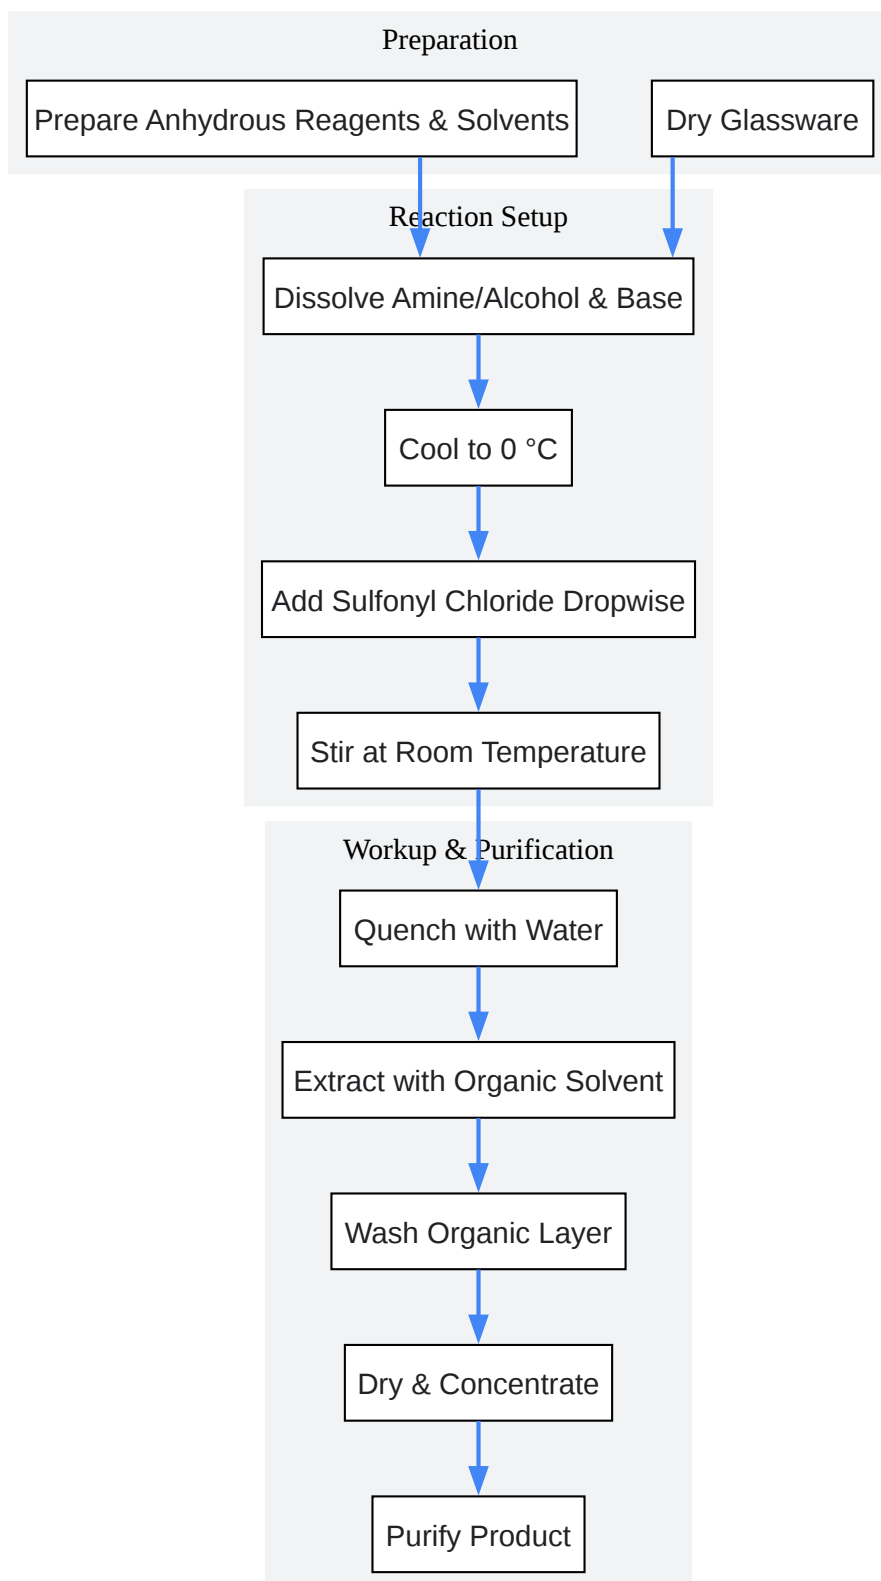 Preparation
Prepare Anhydrous Reagents & Solvents
Dry Glassware
Reaction Setup
Dissolve Amine/Alcohol & Base
Cool to 0 °C
Add Sulfonyl Chloride Dropwise
Stir at Room Temperature
Workup & Purification
Quench with Water
Extract with Organic Solvent
Wash Organic Layer
Dry & Concentrate
Purify Product